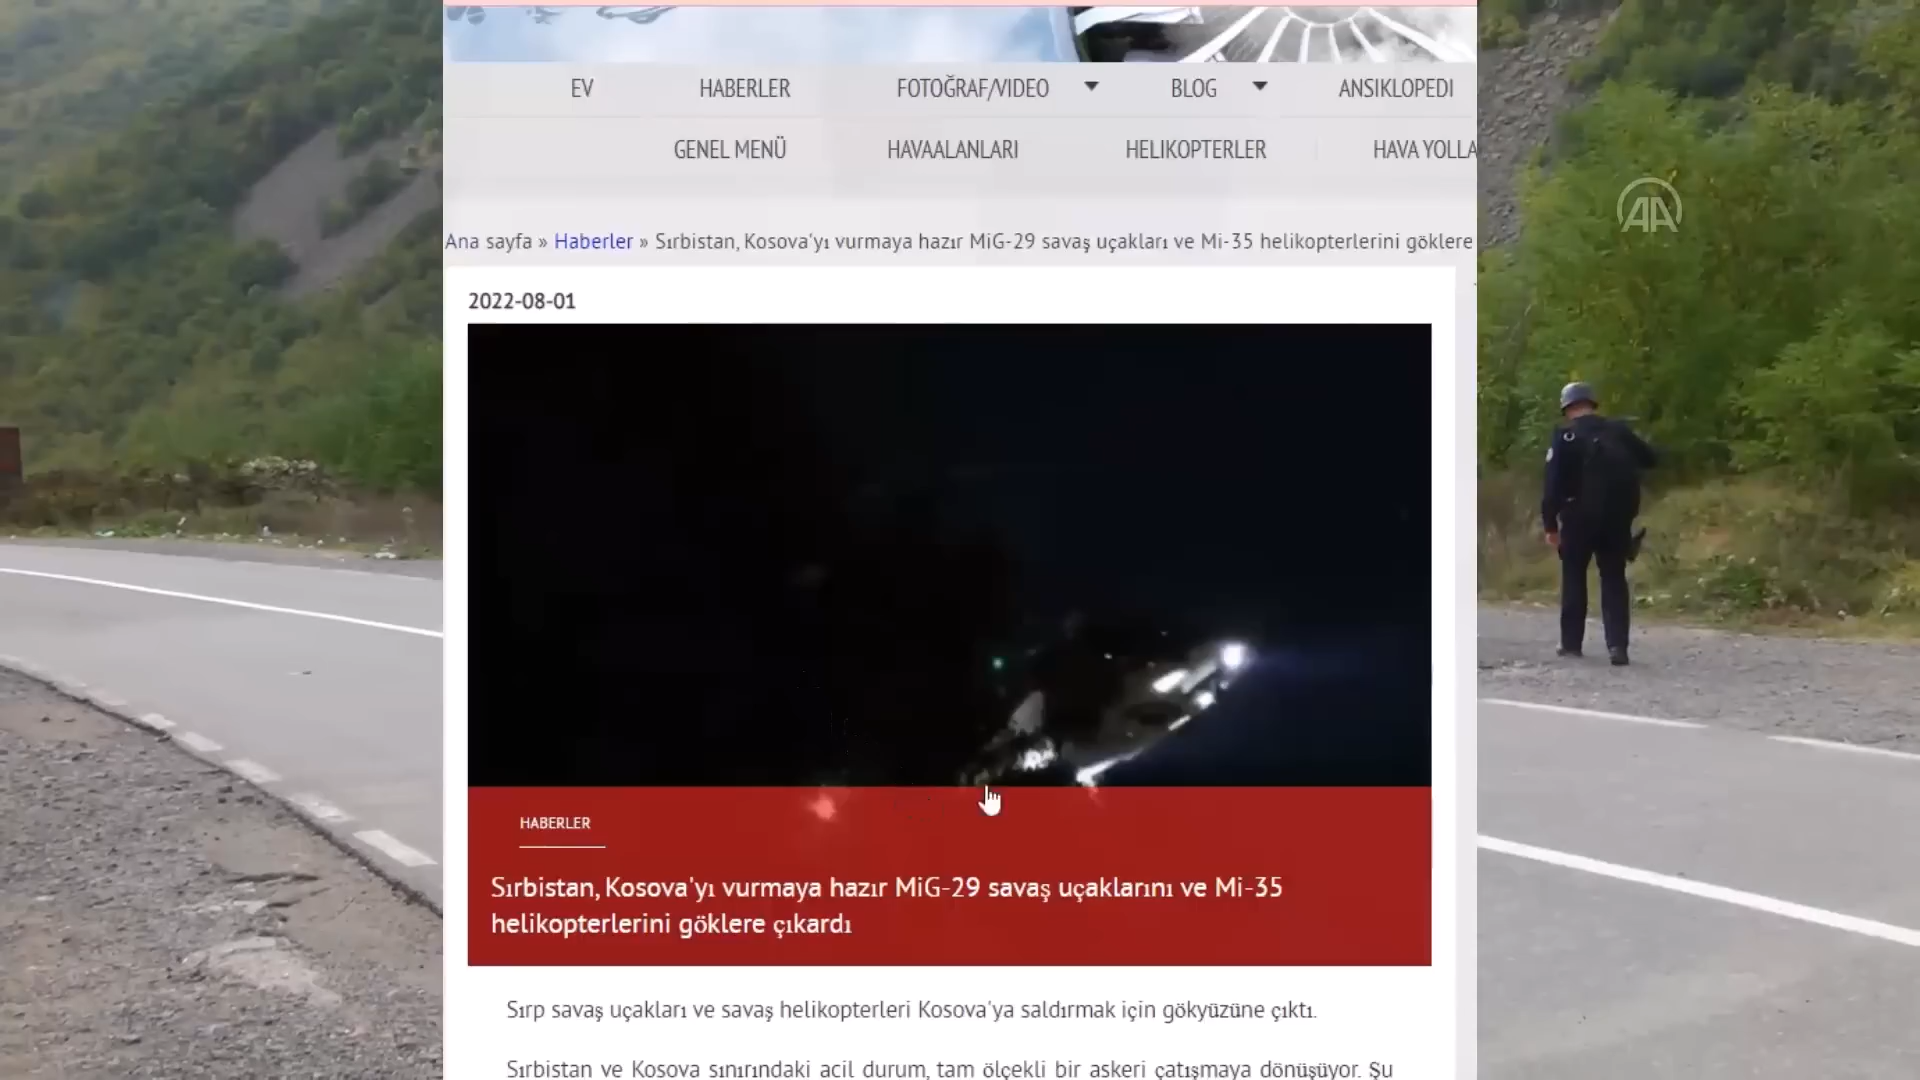 EV HABERLER FOTOĞRAF/VIDEO BLOG ANSIKLOPEDI
GENEL MENÜ HAVAALANLARI HELIKOPTERLER HAVA YOLLA
AA
Ana sayfa » Haberler » Sırbistan, Kosova'yı vurmaya hazır MiG-29 savaş uçakları ve Mi-35 helikopterlerini göklere
2022-08-01
HABERLER
Sırbistan, Kosova'yı vurmaya hazır MiG-29 savaş uçaklarını ve Mi-35
helikopterlerini göklere çıkardı
Sırp savaş uçakları ve savaş helikopterleri Kosova'ya saldırmak için gökyüzüne çıktı.
Sırbistan ve Kosova sınırındaki acil durum, tam ölçekli bir askeri çatışmaya dönüşüyor. Şu